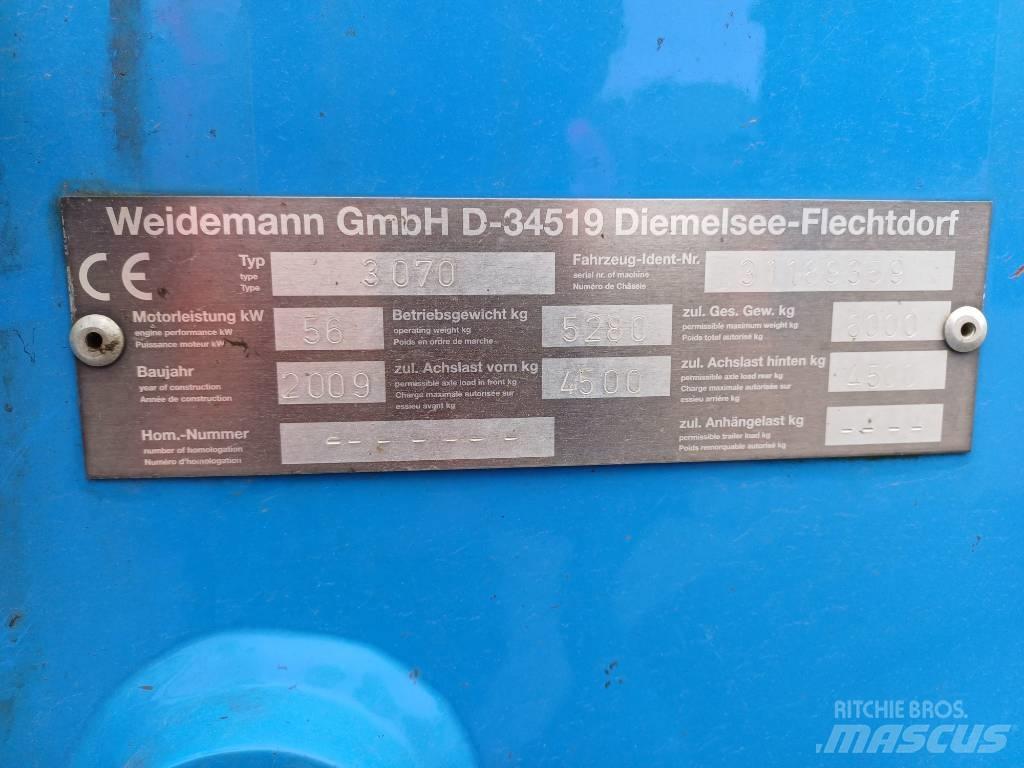 Weidemann GmbH D-34519 Diemelsee-Flechtdorf
CE
Typ 3070 Fahrzeug-Ident-Nr.
type serial nr. of machine
Type Numéro de Châssis
Motorleistung kW 56 Betriebsgewicht kg 5280 zul. Ges. Gew. kg
engine performance kW operating weight kg permissible maximum weight kg
Puissance moteur kW Poids en ordre de marche Poids total autorisé kg
Baujahr 2009 zul. Achslast vorn kg 4500 zul. Achslast hinten kg
year of construction permissible axle load in front kg permissible axle load rear kg
Année de construction Charge maximale autorisée sur Charge maximale autorisée sur
essieu avant kg essieu arrière kg
Hom.-Nummer - - - - - - - zul. Anhängelast kg - - - -
number of homologation permissible trailer load kg
Numéro d'homologation Poids remorquable autorisé kg
RITCHIE BROS.
MASCUS